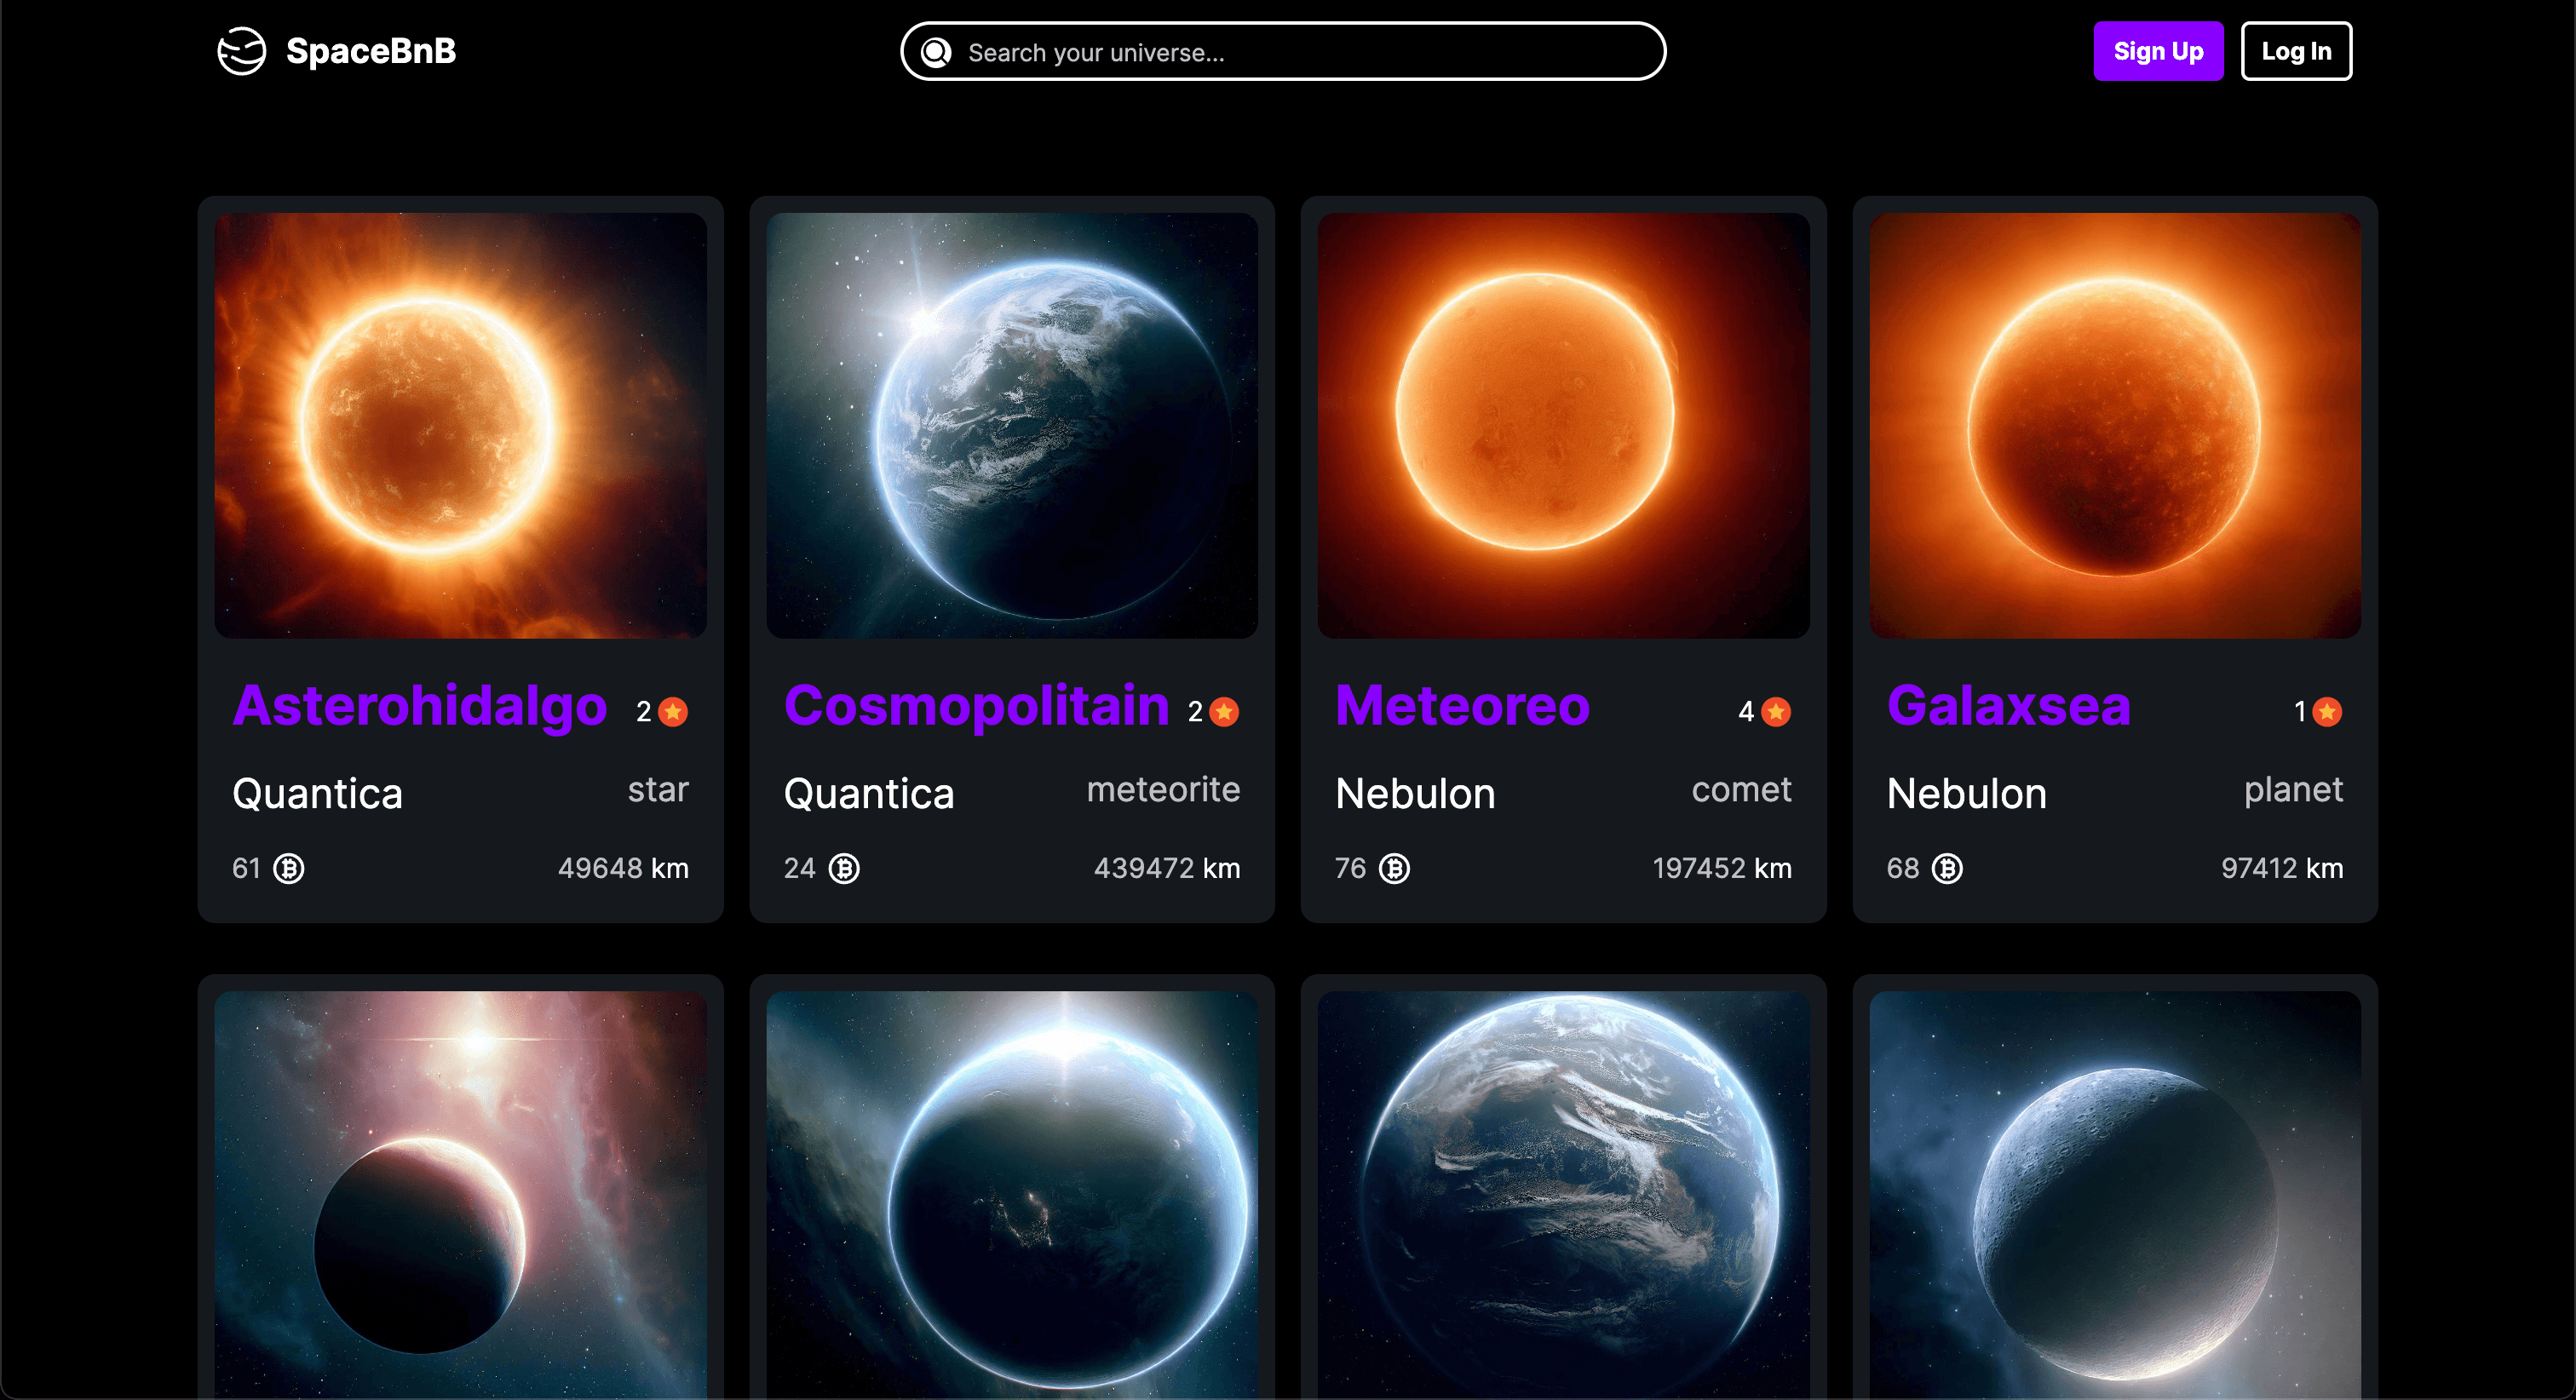 SpaceBnB
Search your universe...
Sign Up
Log In
Asterohidalgo 2
Quantica star
61 49648 km
Cosmopolitain 2
Quantica meteorite
24 439472 km
Meteoreo 4
Nebulon comet
76 197452 km
Galaxsea 1
Nebulon planet
68 97412 km